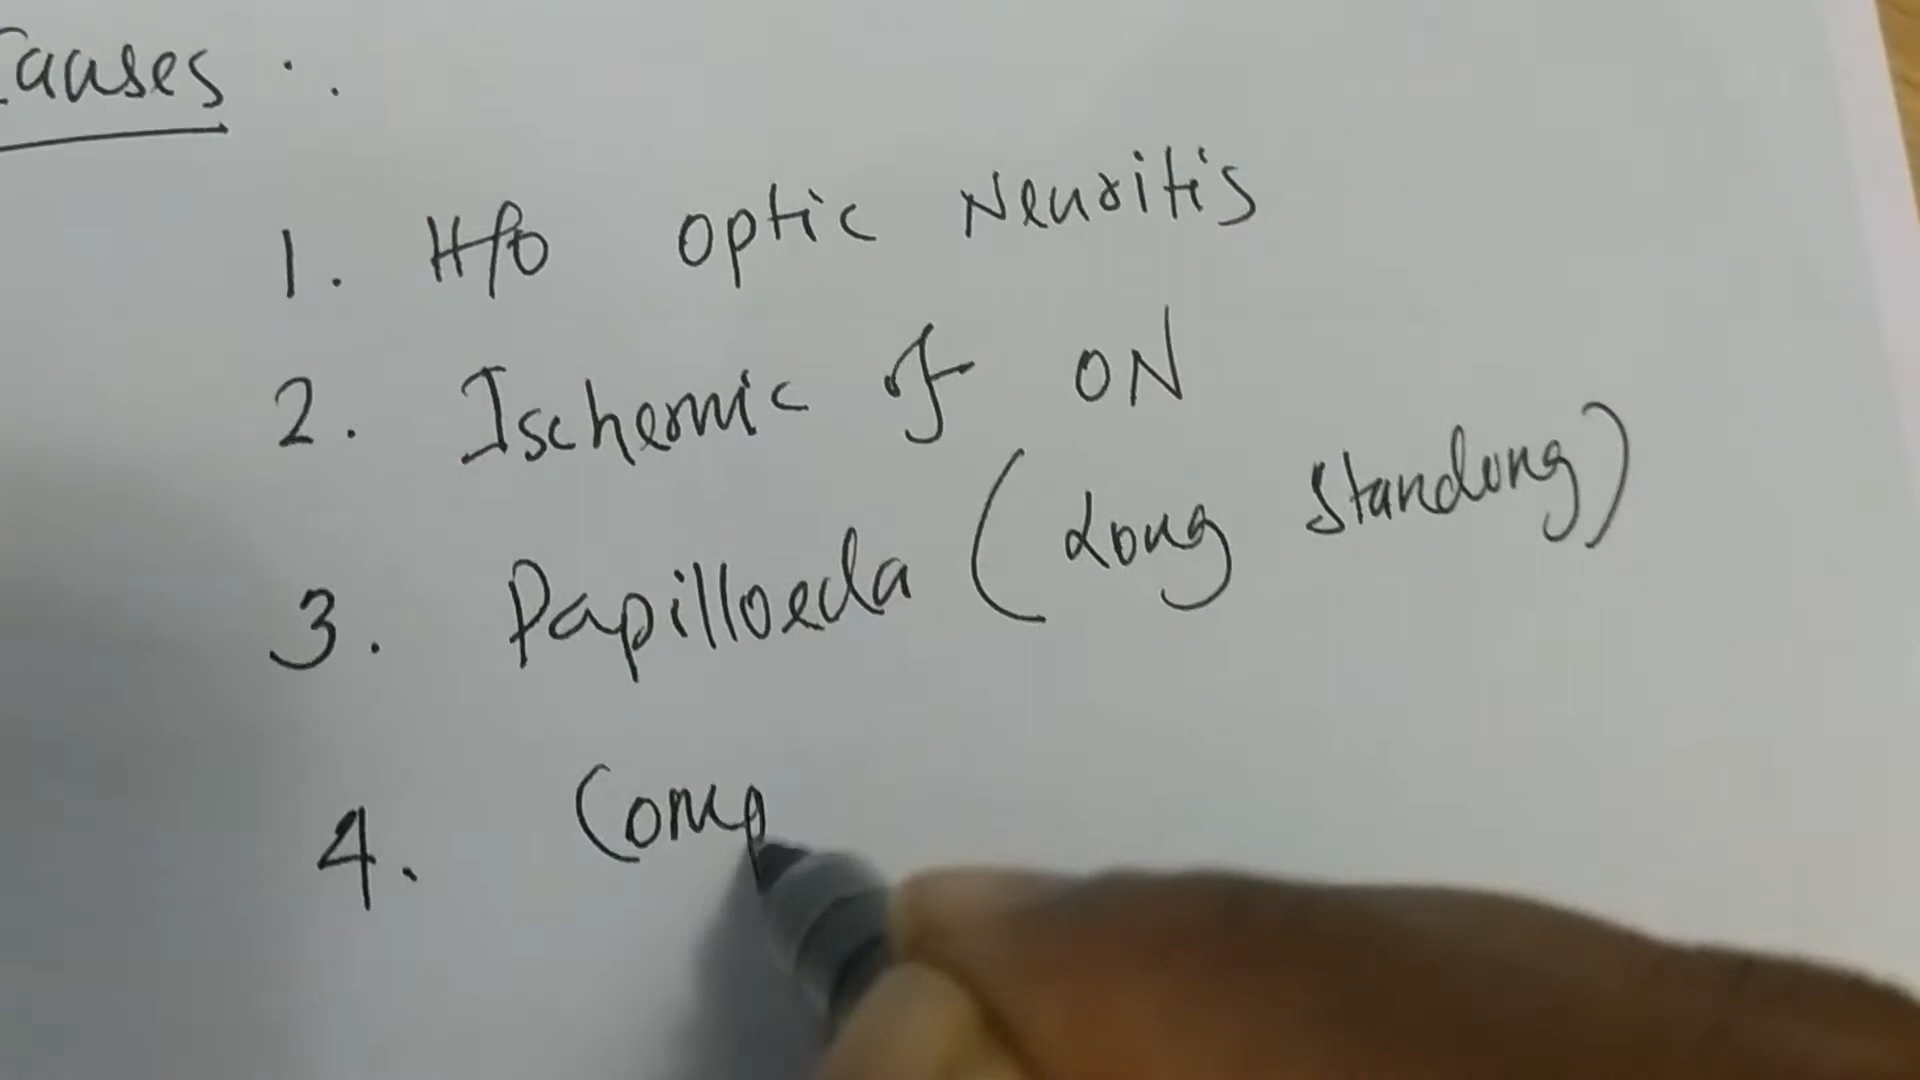 Causes :
1. H/o optic Neuritis
2. Ischemic of ON
3. Papilloeda (Long standing)
4. Comp